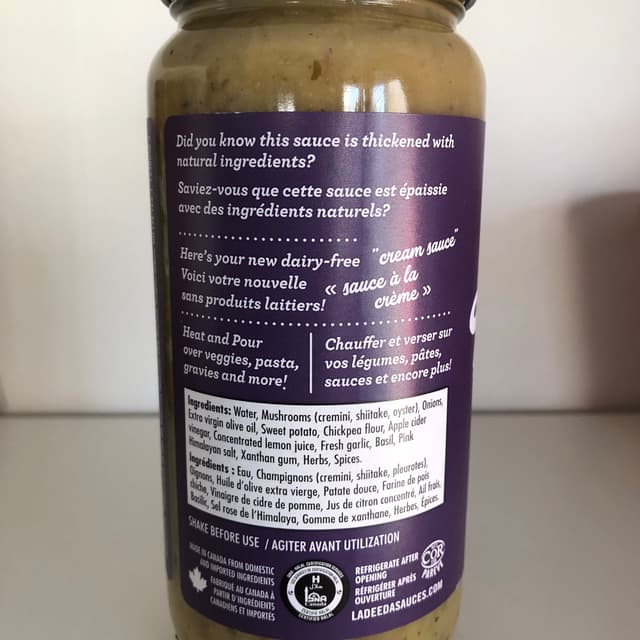 Did you know this sauce is thickened with
natural ingredients?
Saviez-vous que cette sauce est épaissie
avec des ingrédients naturels?
Here's your new dairy-free "cream sauce"
Voici votre nouvelle « sauce à la
sans produits laitiers! crème »
Heat and Pour
over veggies, pasta,
gravies and more!
Chauffer et verser sur
vos légumes, pâtes,
sauces et encore plus!
Ingredients: Water, Mushrooms (cremini, shiitake, oyster), Onions,
Extra virgin olive oil, Sweet potato, Chickpea flour, Apple cider
vinegar, Concentrated lemon juice, Fresh garlic, Basil, Pink
Himalayan salt, Xanthan gum, Herbs, Spices.
Ingrédients : Eau, Champignons (cremini, shiitake, pleurotes),
Oignons, Huile d'olive extra vierge, Patate douce, Farine de pois
chiche, Vinaigre de cidre de pomme, Jus de citron concentré, Ail frais,
Basilic, Sel rose de l'Himalaya, Gomme de xanthane, Herbes, Épices.
SHAKE BEFORE USE / AGITER AVANT UTILIZATION
MADE IN CANADA FROM DOMESTIC
AND IMPORTED INGREDIENTS
FABRIQUÉ AU CANADA À
PARTIR D'INGRÉDIENTS
CANADIENS ET IMPORTÉS
H
حلال
ISNA
Canada
CERTIFIED HALAL
REFRIGERATE AFTER
OPENING
RÉFRIGÉRER APRÈS
OUVERTURE
COR
PAREVE
LADEEDASAUCES.COM